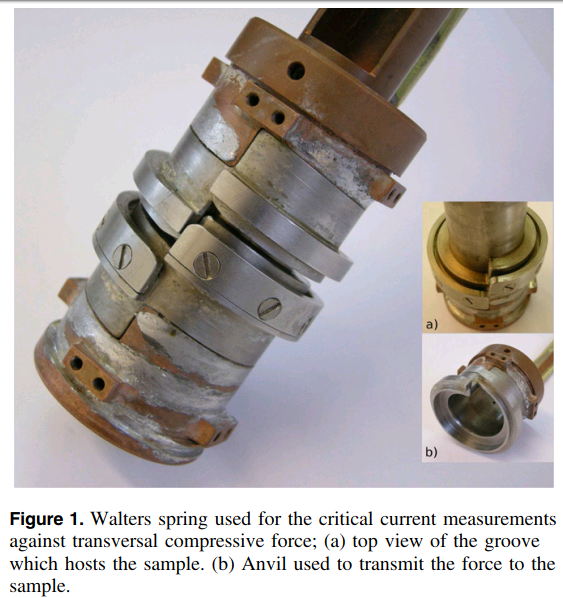 a)
b)
Figure 1. Walters spring used for the critical current measurements
against transversal compressive force; (a) top view of the groove
which hosts the sample. (b) Anvil used to transmit the force to the
sample.